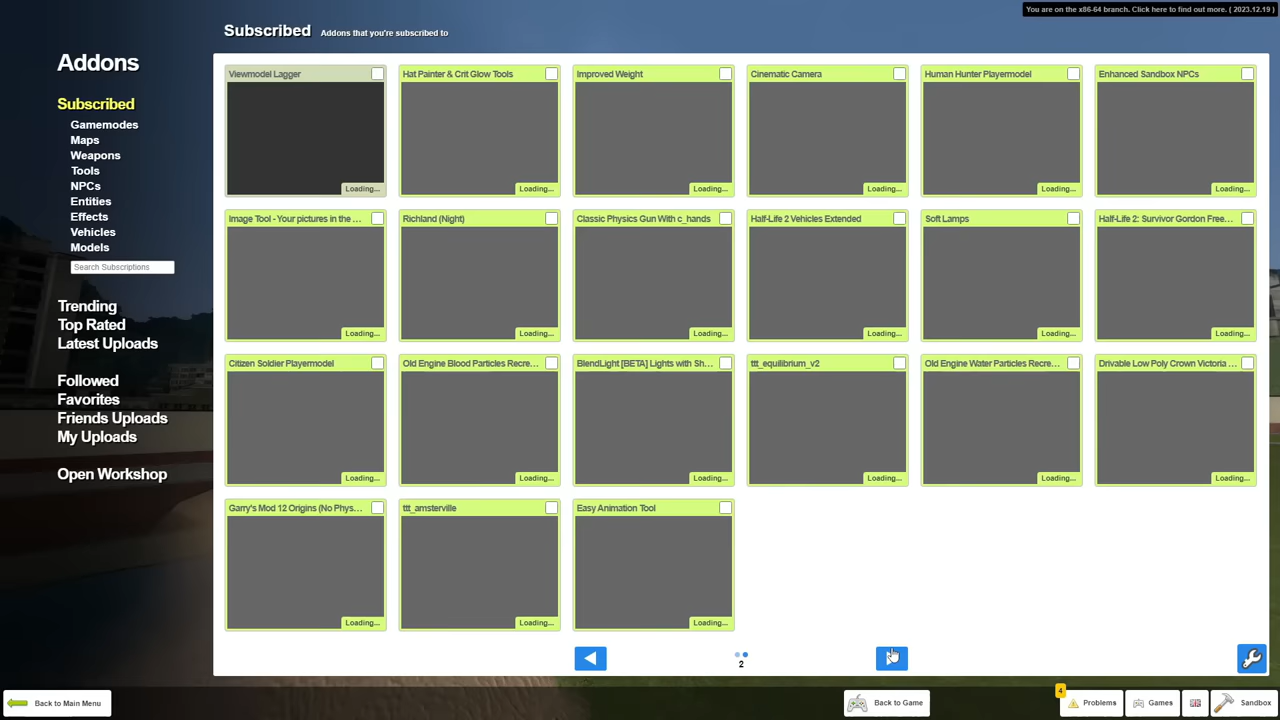 You are on the x86-64 branch. Click here to find out more. ( 2023.12.19 )
Subscribed Addons that you're subscribed to
Addons
Subscribed
Gamemodes
Maps
Weapons
Tools
NPCs
Entities
Effects
Vehicles
Models
Search Subscriptions
Trending
Top Rated
Latest Uploads
Followed
Favorites
Friends Uploads
My Uploads
Open Workshop
Viewmodel Lagger Hat Painter & Crit Glow Tools Improved Weight Cinematic Camera Human Hunter Playermodel Enhanced Sandbox NPCs
Loading... Loading... Loading... Loading... Loading... Loading...
Image Tool - Your pictures in the ... Richland (Night) Classic Physics Gun With c_hands Half-Life 2 Vehicles Extended Soft Lamps Half-Life 2: Survivor Gordon Free...
Loading... Loading... Loading... Loading... Loading... Loading...
Citizen Soldier Playermodel Old Engine Blood Particles Recre... BlendLight [BETA] Lights with Sh... ttt_equilibrium_v2 Old Engine Water Particles Recre... Drivable Low Poly Crown Victoria ...
Loading... Loading... Loading... Loading... Loading... Loading...
Garry's Mod 12 Origins (No Phys... ttt_amsterville Easy Animation Tool
Loading... Loading... Loading...
2
Back to Main Menu
Back to Game
4
Problems
Games
Sandbox